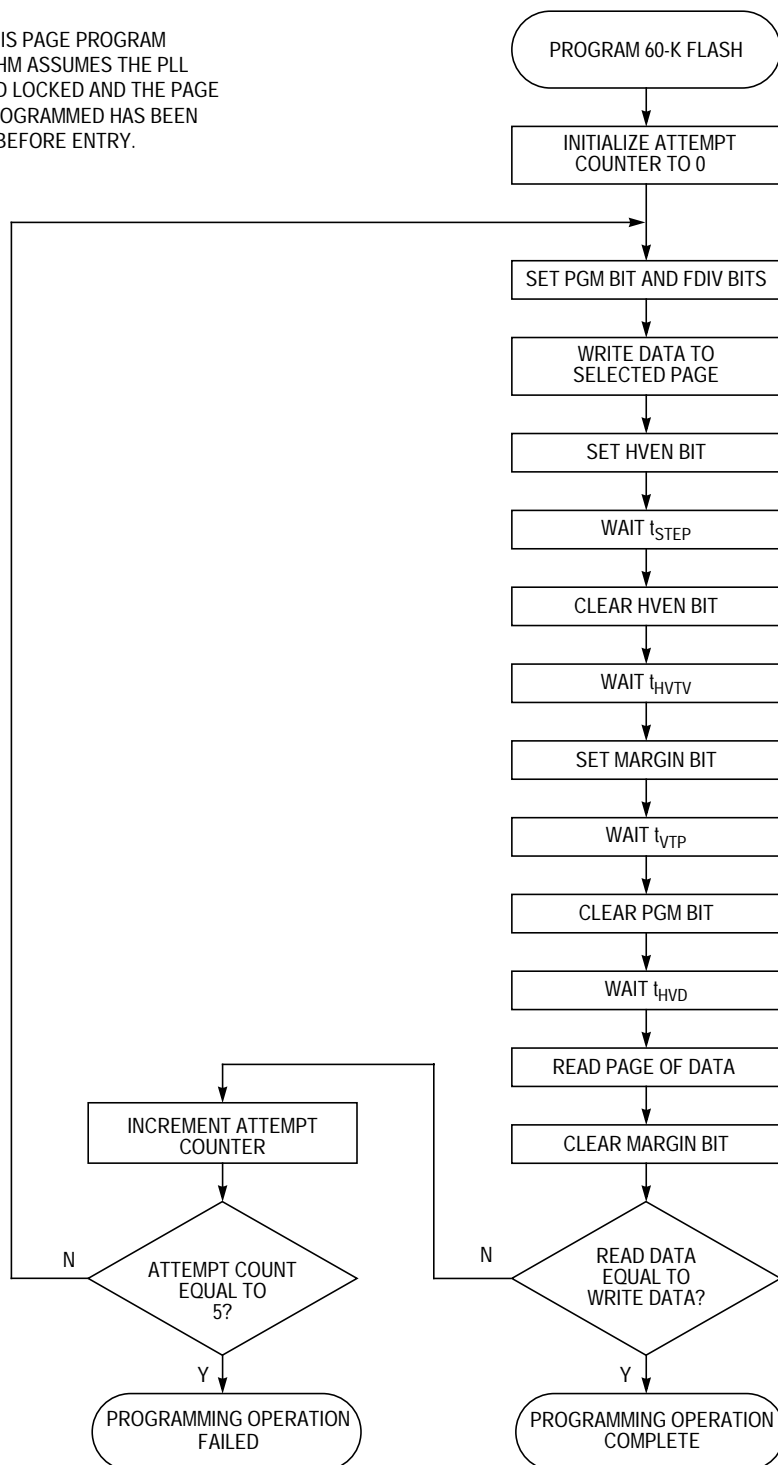 IS PAGE PROGRAM
HM ASSUMES THE PLL
D LOCKED AND THE PAGE
OGRAMMED HAS BEEN
BEFORE ENTRY.
PROGRAM 60-K FLASH
INITIALIZE ATTEMPT
COUNTER TO 0
SET PGM BIT AND FDIV BITS
WRITE DATA TO
SELECTED PAGE
SET HVEN BIT
WAIT tSTEP
CLEAR HVEN BIT
WAIT tHVTV
SET MARGIN BIT
WAIT tVTP
CLEAR PGM BIT
WAIT tHVD
READ PAGE OF DATA
CLEAR MARGIN BIT
INCREMENT ATTEMPT
COUNTER
N
ATTEMPT COUNT
EQUAL TO
5?
Y
PROGRAMMING OPERATION
FAILED
N
READ DATA
EQUAL TO
WRITE DATA?
Y
PROGRAMMING OPERATION
COMPLETE